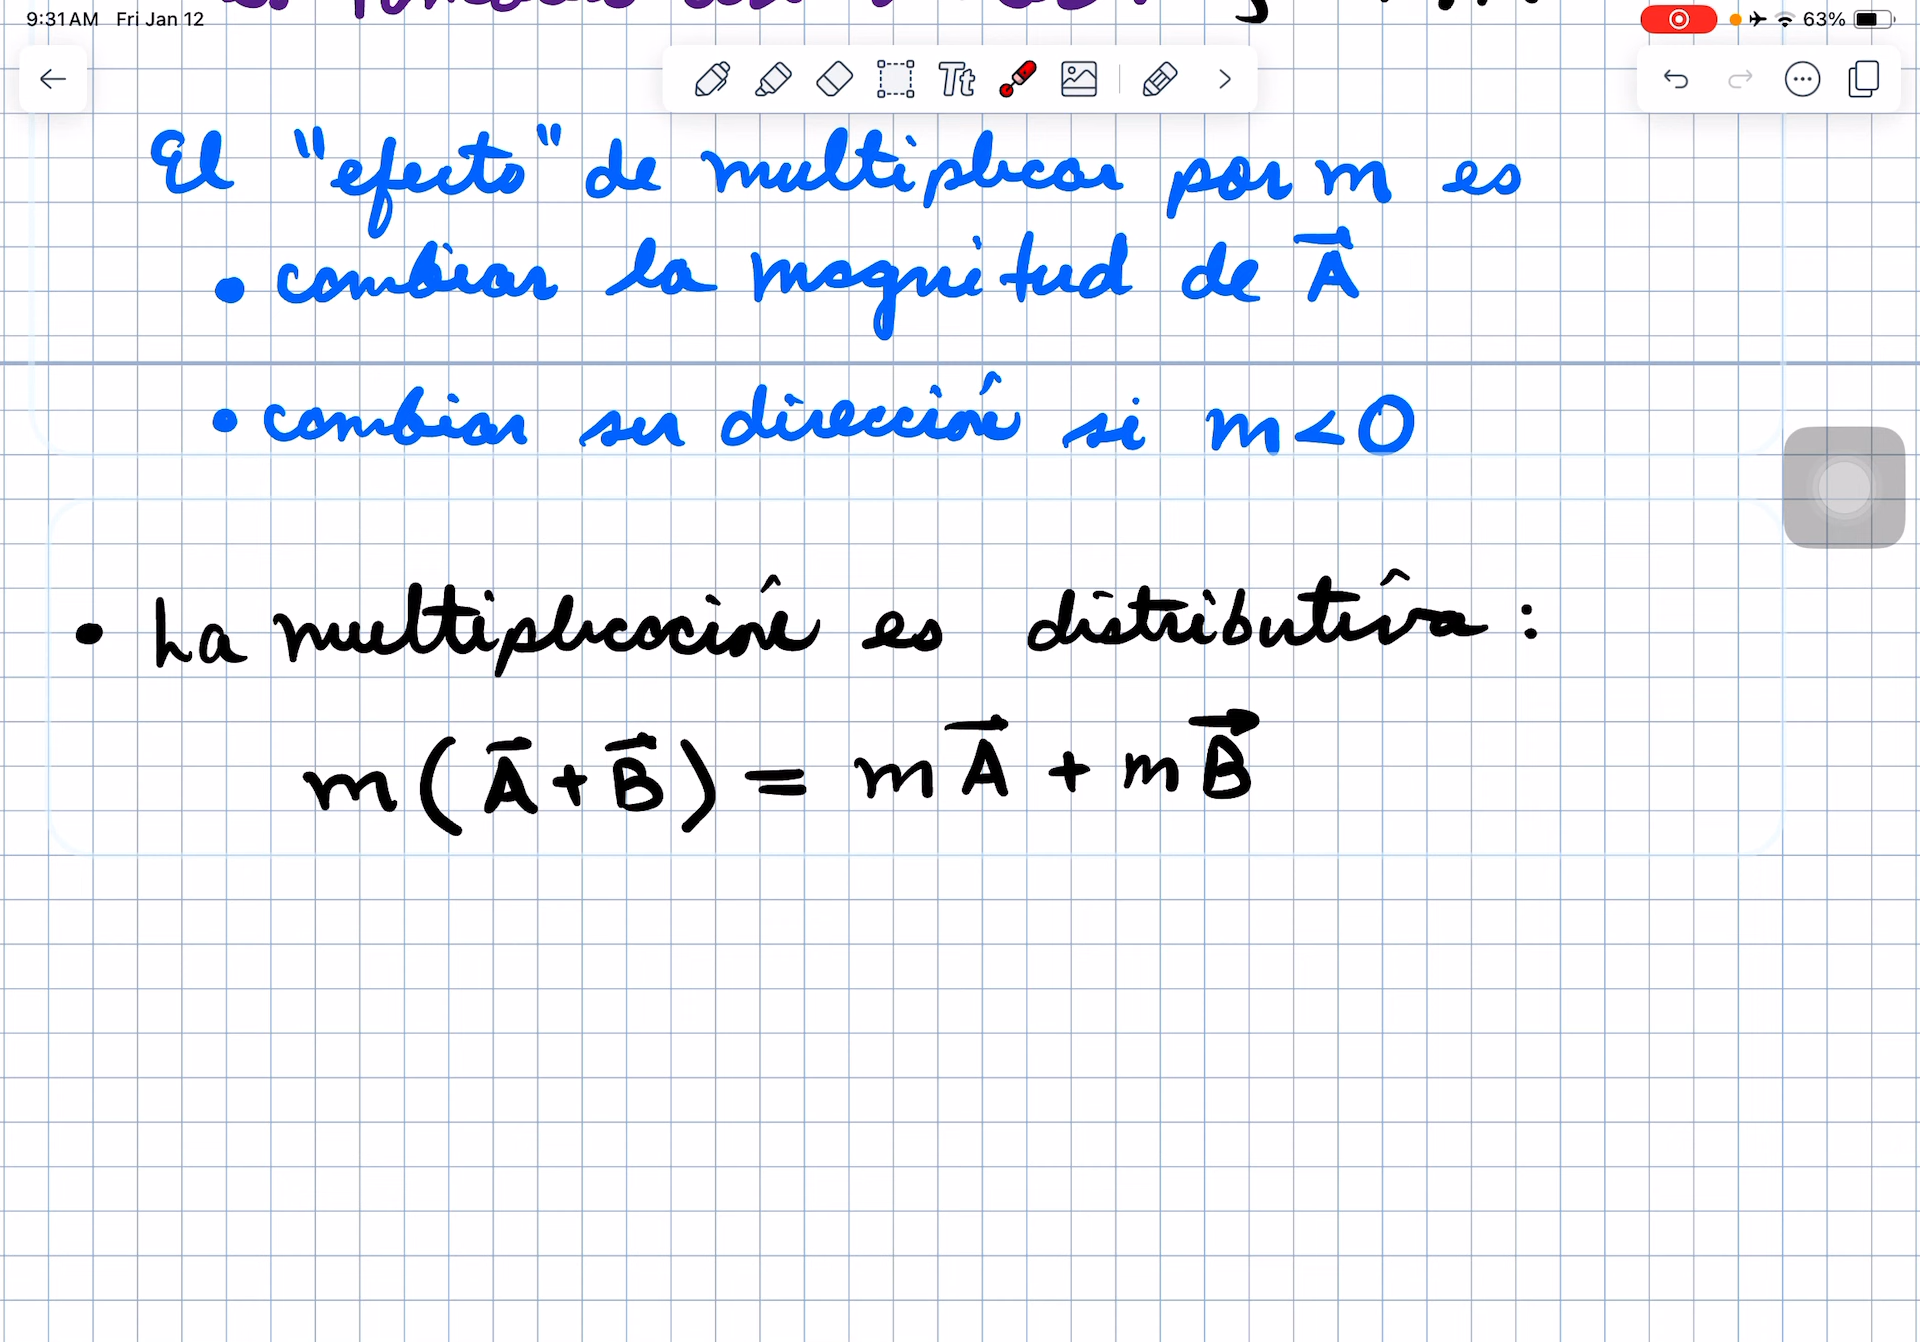 9:31 AM Fri Jan 12
63%
Tt
El "efecto" de multiplicar por m es
• cambiar la magnitud de A⃗
• cambiar su dirección si m<0
• La multiplicación es distributiva:
m(A⃗+B⃗) = mA⃗ + mB⃗